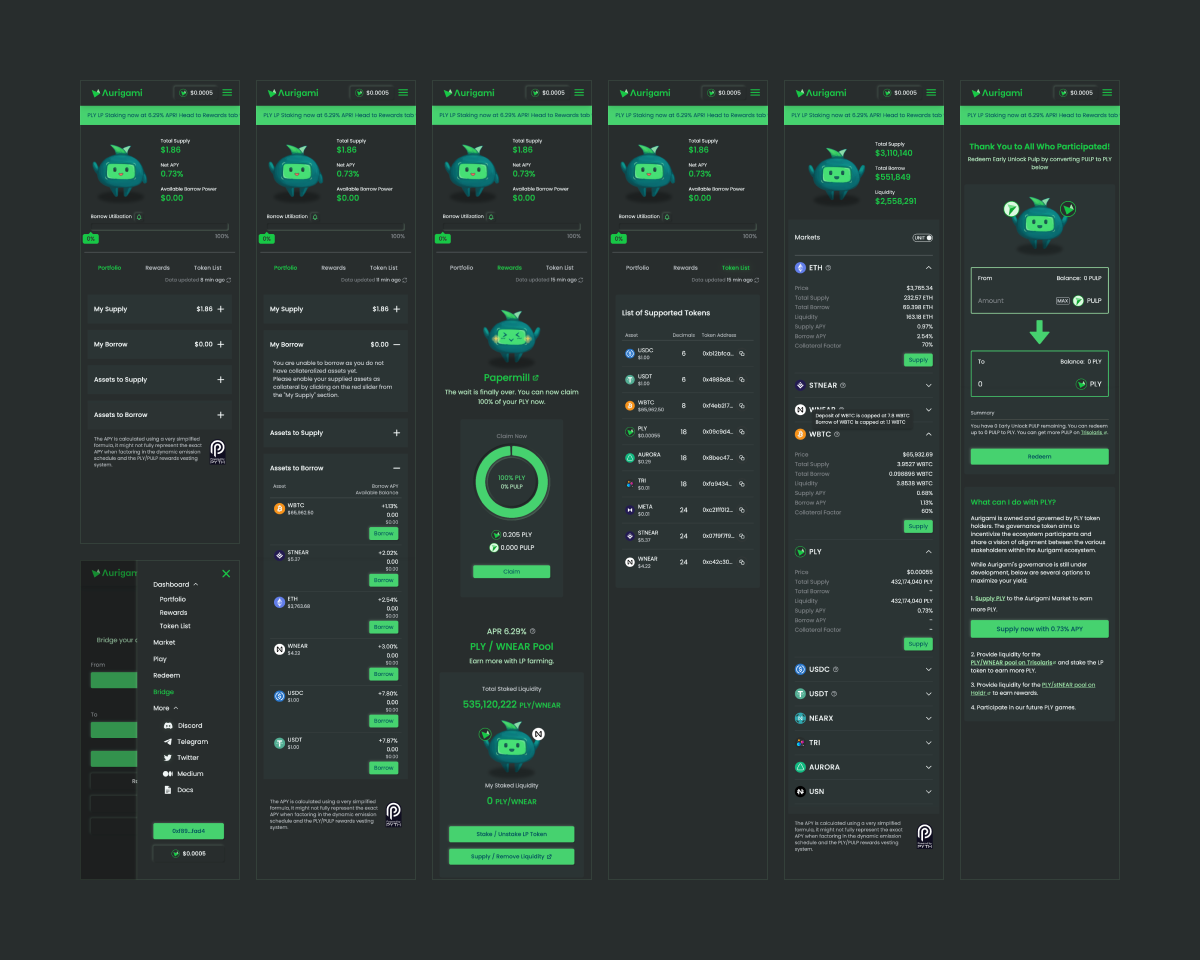 Aurigami
$0.0005
PLY LP Staking now at 6.29% APR! Head to Rewards tab
Total Supply
$1.86
Net APY
0.73%
Available Borrow Power
$0.00
Borrow Utilisation
0%
100%
Portfolio
Rewards
Token List
Data updated 8 min ago
My Supply
$1.86
My Borrow
$0.00
Assets to Supply
Assets to Borrow
The APY is calculated using a very simplified
formula, it might not fully represent the exact
APY when factoring in the dynamic emission
schedule and the PLY/PULP rewards vesting
system.
PYTH
Aurigam
Bridge your c
From
To
Dashboard
Portfolio
Rewards
Token List
Market
Play
Redeem
Bridge
More
Discord
Telegram
Twitter
Medium
Docs
0xf89...fad4
$0.0005
Aurigami
$0.0005
PLY LP Staking now at 6.29% APR! Head to Rewards tab
Total Supply
$1.86
Net APY
0.73%
Available Borrow Power
$0.00
Borrow Utilisation
0%
100%
Portfolio
Rewards
Token List
Data updated 11 min ago
My Supply
$1.86
My Borrow
$0.00
You are unable to borrow as you do not
have collateralized assets yet.
Please enable your supplied assets as
collateral by clicking on the red slider from
the "My Supply" section.
Assets to Supply
Assets to Borrow
Asset
Borrow APY
Available Balance
WBTC
$65,962.50
+1.13%
0.00
$0.00
Borrow
STNEAR
$5.37
+2.02%
0.00
$0.00
Borrow
ETH
$3,763.68
+2.54%
0.00
$0.00
Borrow
WNEAR
$4.23
+3.00%
0.00
$0.00
Borrow
USDC
$1.00
+7.80%
0.00
$0.00
Borrow
USDT
$1.00
+7.87%
0.00
$0.00
Borrow
The APY is calculated using a very simplified
formula, it might not fully represent the exact
APY when factoring in the dynamic emission
schedule and the PLY/PULP rewards vesting
system.
PYTH
Aurigami
$0.0005
PLY LP Staking now at 6.29% APR! Head to Rewards tab
Total Supply
$1.86
Net APY
0.73%
Available Borrow Power
$0.00
Borrow Utilisation
0%
100%
Portfolio
Rewards
Token List
Data updated 15 min ago
Papermill
The wait is finally over. You can now claim
100% of your PLY now.
Claim Now
100% PLY
0% PULP
0.205 PLY
0.000 PULP
Claim
APR 6.29%
PLY / WNEAR Pool
Earn more with LP farming.
Total Staked Liquidity
535,120,222 PLY/WNEAR
My Staked Liquidity
0 PLY/WNEAR
Stake / Unstake LP Token
Supply / Remove Liquidity
Aurigami
$0.0005
PLY LP Staking now at 6.29% APR! Head to Rewards tab
Total Supply
$1.86
Net APY
0.73%
Available Borrow Power
$0.00
Borrow Utilisation
0%
100%
Portfolio
Rewards
Token List
Data updated 15 min ago
List of Supported Tokens
Asset
Decimals
Token Address
USDC
$1.00
6
0xb12bfca...
USDT
$1.00
6
0x4988a8...
WBTC
$65,962.50
8
0xf4eb217...
PLY
$0.00055
18
0x09c9d4...
AURORA
$0.29
18
0x8bec47...
TRI
$0.01
18
0xfa9434...
META
$0.01
24
0xc21ff012...
STNEAR
$5.37
24
0x07f9f7f9...
WNEAR
$4.23
24
0xc42c30...
Aurigami
$0.0005
PLY LP Staking now at 6.29% APR! Head to Rewards tab
Total Supply
$3,110,140
Total Borrow
$551,849
Liquidity
$2,558,291
Markets
UNIT
ETH
Price
$3,765.34
Total Supply
232.57 ETH
Total Borrow
69.398 ETH
Liquidity
163.18 ETH
Supply APY
0.97%
Borrow APY
2.54%
Collateral Factor
70%
Supply
STNEAR
Deposit of WBTC is capped at 7.8 WBTC
Borrow of WBTC is capped at 1.1 WBTC
WBTC
Price
$65,932.69
Total Supply
3.9527 WBTC
Total Borrow
0.098896 WBTC
Liquidity
3.8538 WBTC
Supply APY
0.68%
Borrow APY
1.13%
Collateral Factor
60%
Supply
PLY
Price
$0.00055
Total Supply
432,174,040 PLY
Total Borrow
–
Liquidity
432,174,040 PLY
Supply APY
0.73%
Borrow APY
–
Collateral Factor
–
Supply
USDC
USDT
NEARX
TRI
AURORA
USN
The APY is calculated using a very simplified
formula, it might not fully represent the exact
APY when factoring in the dynamic emission
schedule and the PLY/PULP rewards vesting
system.
PYTH
Aurigami
$0.0005
PLY LP Staking now at 6.29% APR! Head to Rewards tab
Thank You to All Who Participated!
Redeem Early Unlock Pulp by converting PULP to PLY
below
From
Balance: 0 PULP
Amount
MAX
PULP
To
Balance: 0 PLY
0
PLY
Summary
You have 0 Early Unlock PULP remaining. You can redeem
up to 0 PULP to PLY. You can get more PULP on Trisolaris
Redeem
What can I do with PLY?
Aurigami is owned and governed by PLY token
holders. The governance token aims to
incentivize the ecosystem participants and
share a vision of alignment between the various
stakeholders within the Aurigami ecosystem.
While Aurigami's governance is still under
development, below are several options to
maximize your yield:
1. Supply PLY to the Aurigami Market to earn
more PLY.
Supply now with 0.73% APY
2. Provide liquidity for the
PLY/WNEAR pool on Trisolaris and stake the LP
token to earn more PLY.
3. Provide liquidity for the PLY/stNEAR pool on
Holdr to earn rewards.
4. Participate in our future PLY games.